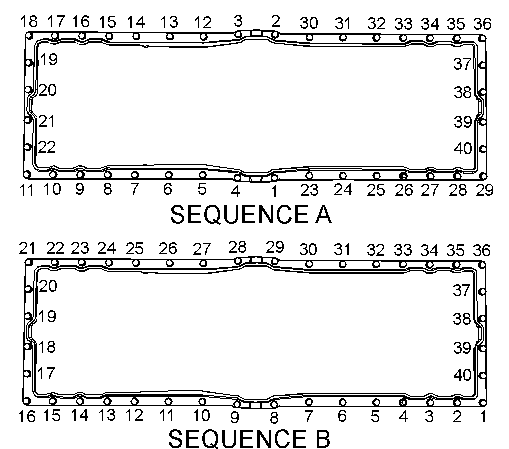 18 17 16 15 14 13 12 3 2 30 31 32 33 34 35 36
19 37
20 38
21 39
22 40
11 10 9 8 7 6 5 4 1 23 24 25 26 27 28 29
SEQUENCE A
21 22 23 24 25 26 27 28 29 30 31 32 33 34 35 36
20 37
19 38
18 39
17 40
16 15 14 13 12 11 10 9 8 7 6 5 4 3 2 1
SEQUENCE B